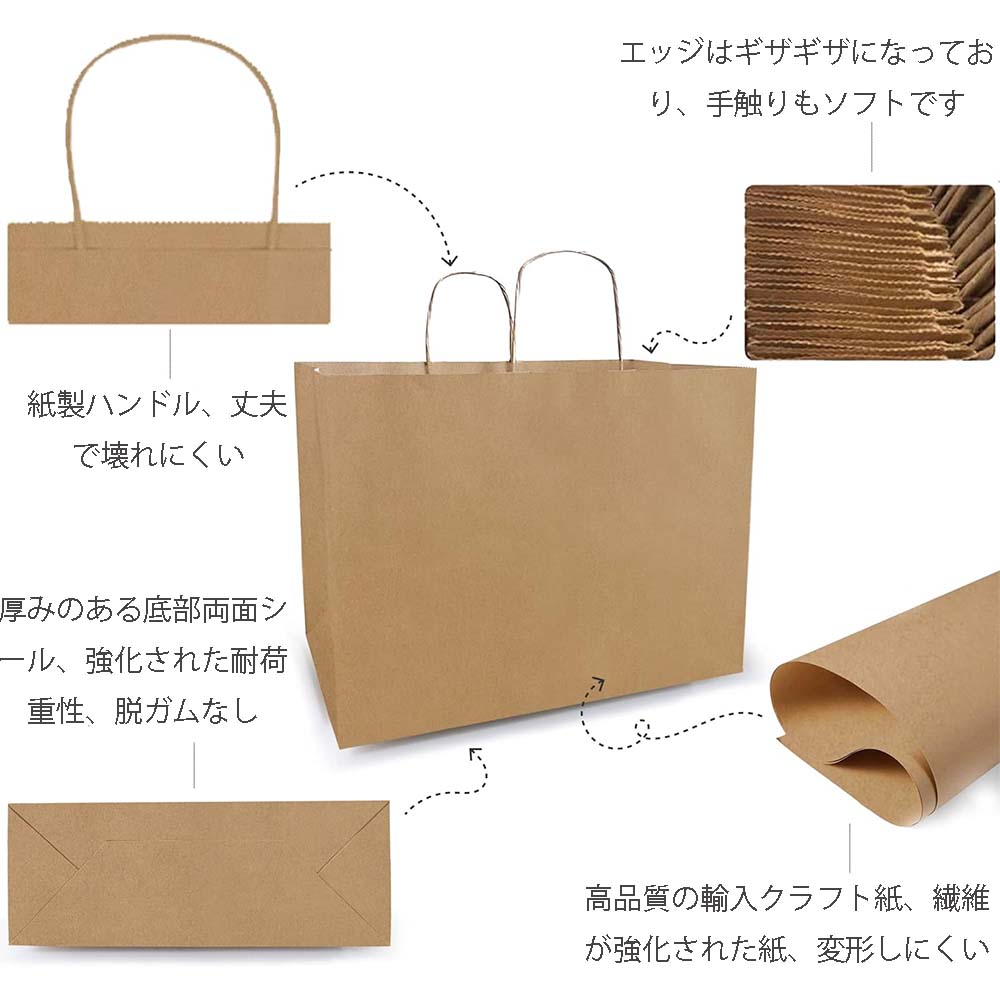 エッジはギザギザになってお
り、手触りもソフトです
紙製ハンドル、丈夫
で壊れにくい
厚みのある底部両面シ
ール、強化された耐荷
重性、脱ガムなし
高品質の輸入クラフト紙、繊維
が強化された紙、変形しにくい